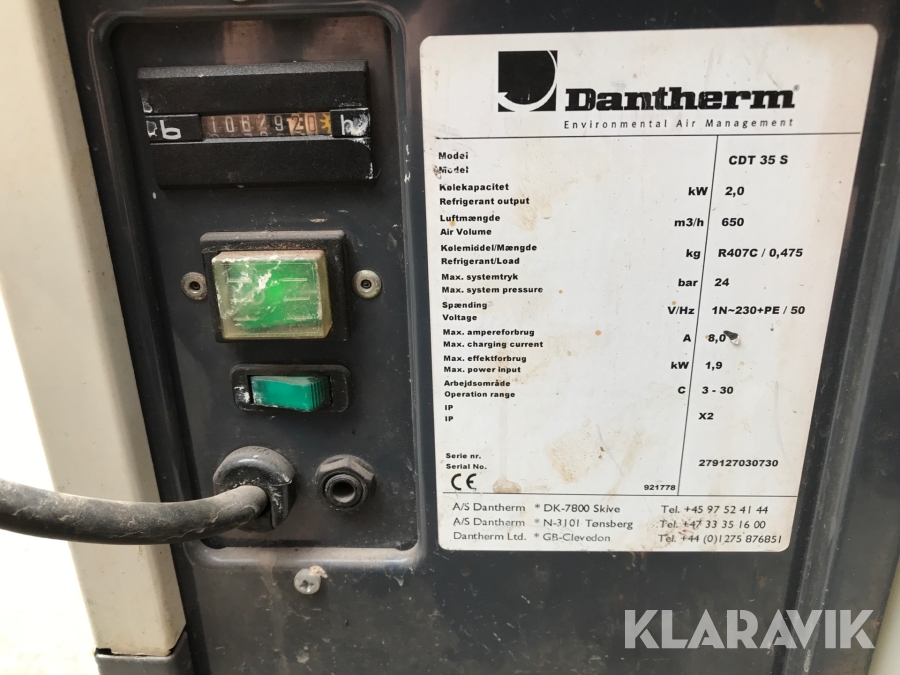 h
Dantherm®
Environmental Air Management
Model CDT 35 S
Model
Kølekapacitet kW 2,0
Refrigerant output
Luftmængde m3/h 650
Air Volume
Kølemiddel/Mængde kg R407C / 0,475
Refrigerant/Load
Max. systemtryk bar 24
Max. system pressure
Spænding V/Hz 1N~230+PE / 50
Voltage
Max. ampereforbrug A 8,0
Max. charging current
Max. effektforbrug kW 1,9
Max. power input
Arbejdsområde C 3 - 30
Operation range
IP X2
IP
Serie nr. 279127030730
Serial No.
CE 921778
A/S Dantherm * DK-7800 Skive Tel. +45 97 52 41 44
A/S Dantherm * N-3101 Tønsberg Tel. +47 33 35 16 00
Dantherm Ltd. * GB-Clevedon Tel. +44 (0)1275 876851
KLARAVIK